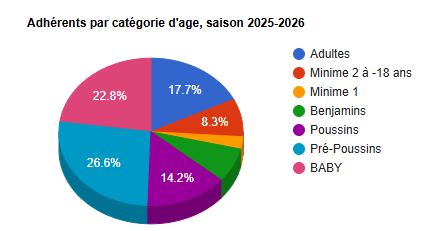 Adhérents par catégorie d'age, saison 2025-2026
Adultes
Minime 2 à -18 ans
Minime 1
Benjamins
Poussins
Pré-Poussins
BABY
17.7%
8.3%
14.2%
26.6%
22.8%